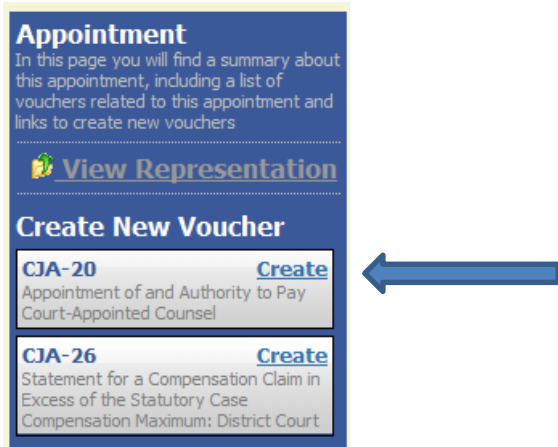 Appointment
In this page you will find a summary about
this appointment, including a list of
vouchers related to this appointment and
links to create new vouchers
View Representation
Create New Voucher
CJA-20 Create
Appointment of and Authority to Pay
Court-Appointed Counsel
CJA-26 Create
Statement for a Compensation Claim in
Excess of the Statutory Case
Compensation Maximum: District Court